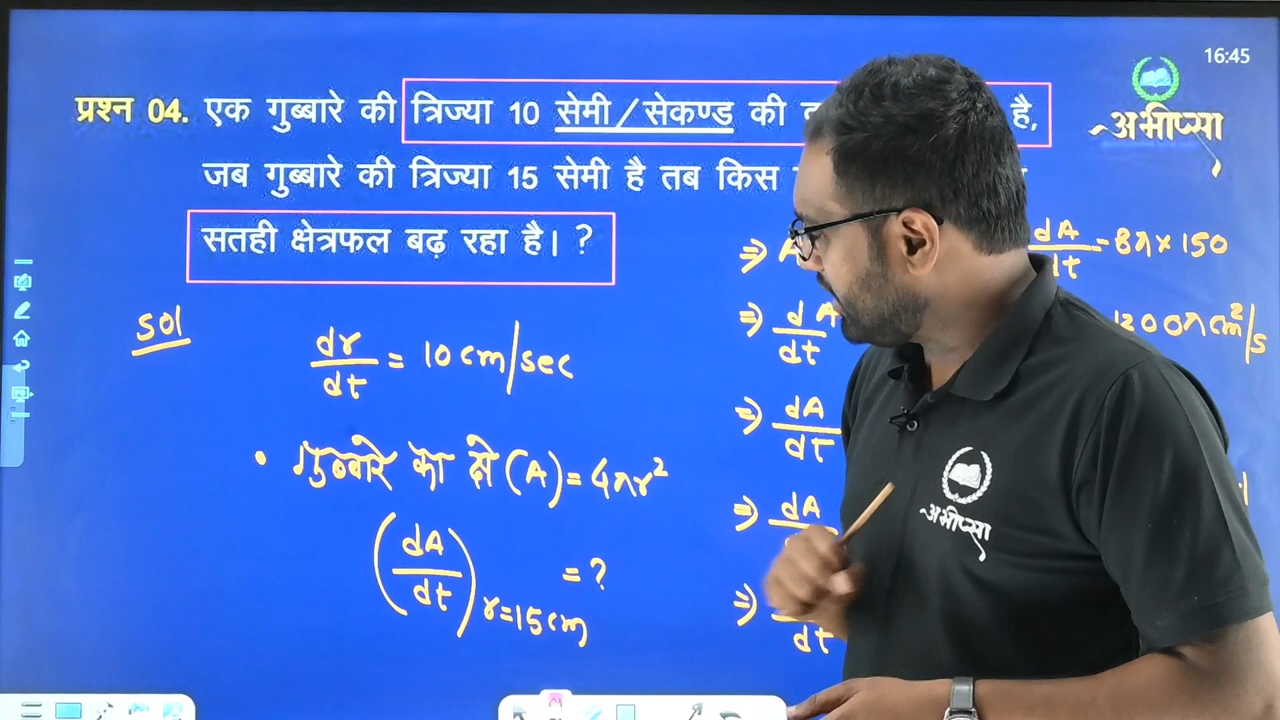 16:45
प्रश्न 04. एक गुब्बारे की त्रिज्या 10 सेमी/सेकण्ड की है,
अभीप्सा
जब गुब्बारे की त्रिज्या 15 सेमी है तब किस
सतही क्षेत्रफल बढ़ रहा है। ?
Sol
dr/dt = 10 cm/sec
• गुब्बारे का क्षे (A) = 4πr²
(dA/dt) r=15cm = ?
⇒ A
⇒ dA/dt
⇒ dA/dt
⇒ dA
⇒ dt
dA/dt = 8π × 150
1200π cm²/s
अभीप्सा